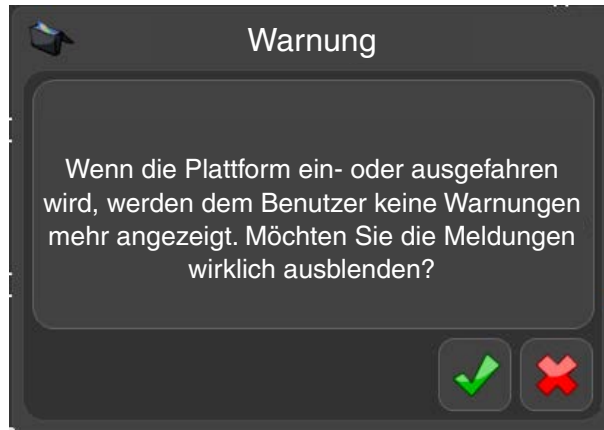 Warnung
Wenn die Plattform ein- oder ausgefahren
wird, werden dem Benutzer keine Warnungen
mehr angezeigt. Möchten Sie die Meldungen
wirklich ausblenden?